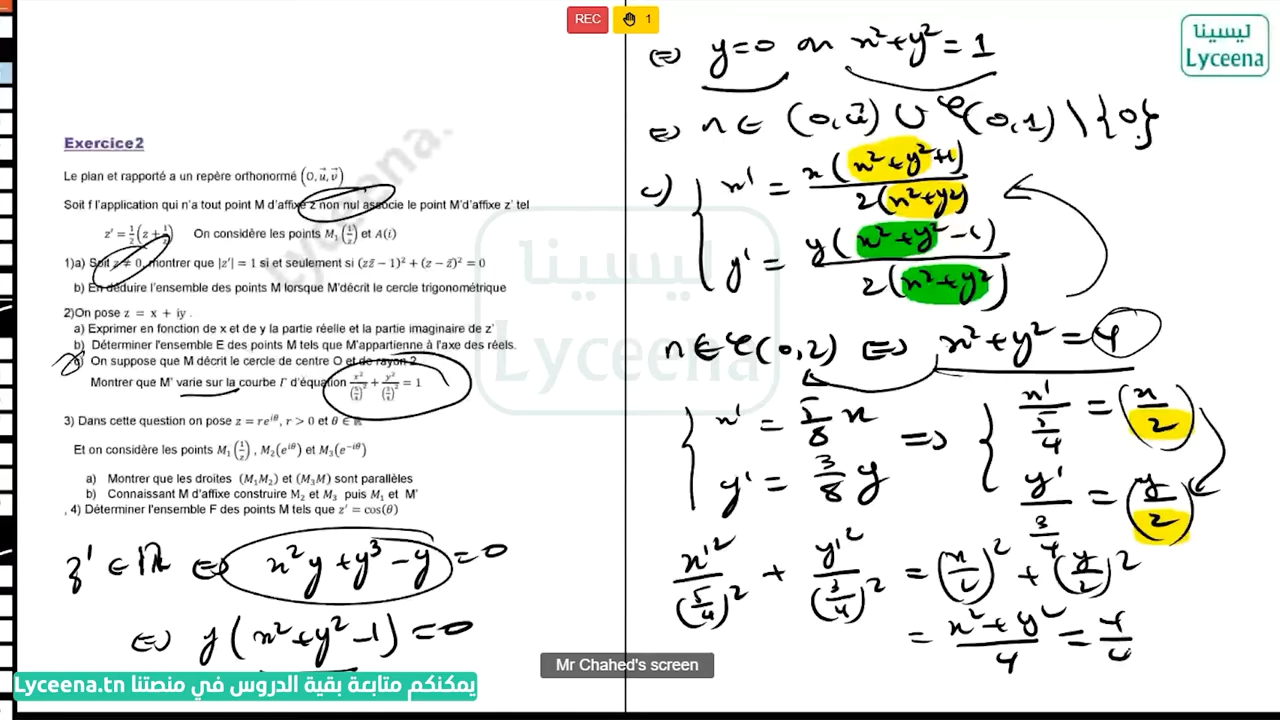 REC
1
ليسينا
Lyceena
Exercice2
Le plan et rapporté a un repère orthonormé (O, u⃗, v⃗)
Soit f l'application qui n'a tout point M d'affixe z non nul associe le point M'd'affixe z' tel
z' = 1/2 (z + 1/z) On considère les points M₁(1/z) et A(i)
1)a) Soit z ≠ 0, montrer que |z'| = 1 si et seulement si (zz̄ − 1)² + (z − z̄)² = 0
b) En déduire l'ensemble des points M lorsque M'décrit le cercle trigonométrique
2)On pose z = x + iy .
a) Exprimer en fonction de x et de y la partie réelle et la partie imaginaire de z'
b) Déterminer l'ensemble E des points M tels que M'appartienne à l'axe des réels.
On suppose que M décrit le cercle de centre O et de rayon 2
Montrer que M' varie sur la courbe Γ d'équation x²/(5/4)² + y²/(3/4)² = 1
3) Dans cette question on pose z = re^{iθ}, r > 0 et θ ∈ ℝ
Et on considère les points M₁(1/z) , M₂(e^{iθ}) et M₃(e^{−iθ})
a) Montrer que les droites (M₁M₂) et (M₃M) sont parallèles
b) Connaissant M d'affixe construire M₂ et M₃ puis M₁ et M'
, 4) Déterminer l'ensemble F des points M tels que z' = cos(θ)
z' ∈ ℝ ⇔ x²y + y³ − y = 0
⇔ y(x² + y² − 1) = 0
⇔ y = 0 ou x² + y² = 1
⇔ M ∈ (O, u⃗) ∪ 𝒞(0,1) \ {0}
c) { x' = x(x² + y² + 1) / 2(x² + y²)
y' = y(x² + y² − 1) / 2(x² + y²)
M ∈ 𝒞(0,2) ⇔ x² + y² = 4
{ x' = 5/8 x ⇒ { x'/(5/4) = (x/2)
y' = 3/8 y y'/(3/4) = (y/2)
x'²/(5/4)² + y'²/(3/4)² = (x/2)² + (y/2)²
= (x² + y²)/4 = 4/4
Mr Chahed's screen
يمكنكم متابعة بقية الدروس في منصتنا Lyceena.tn